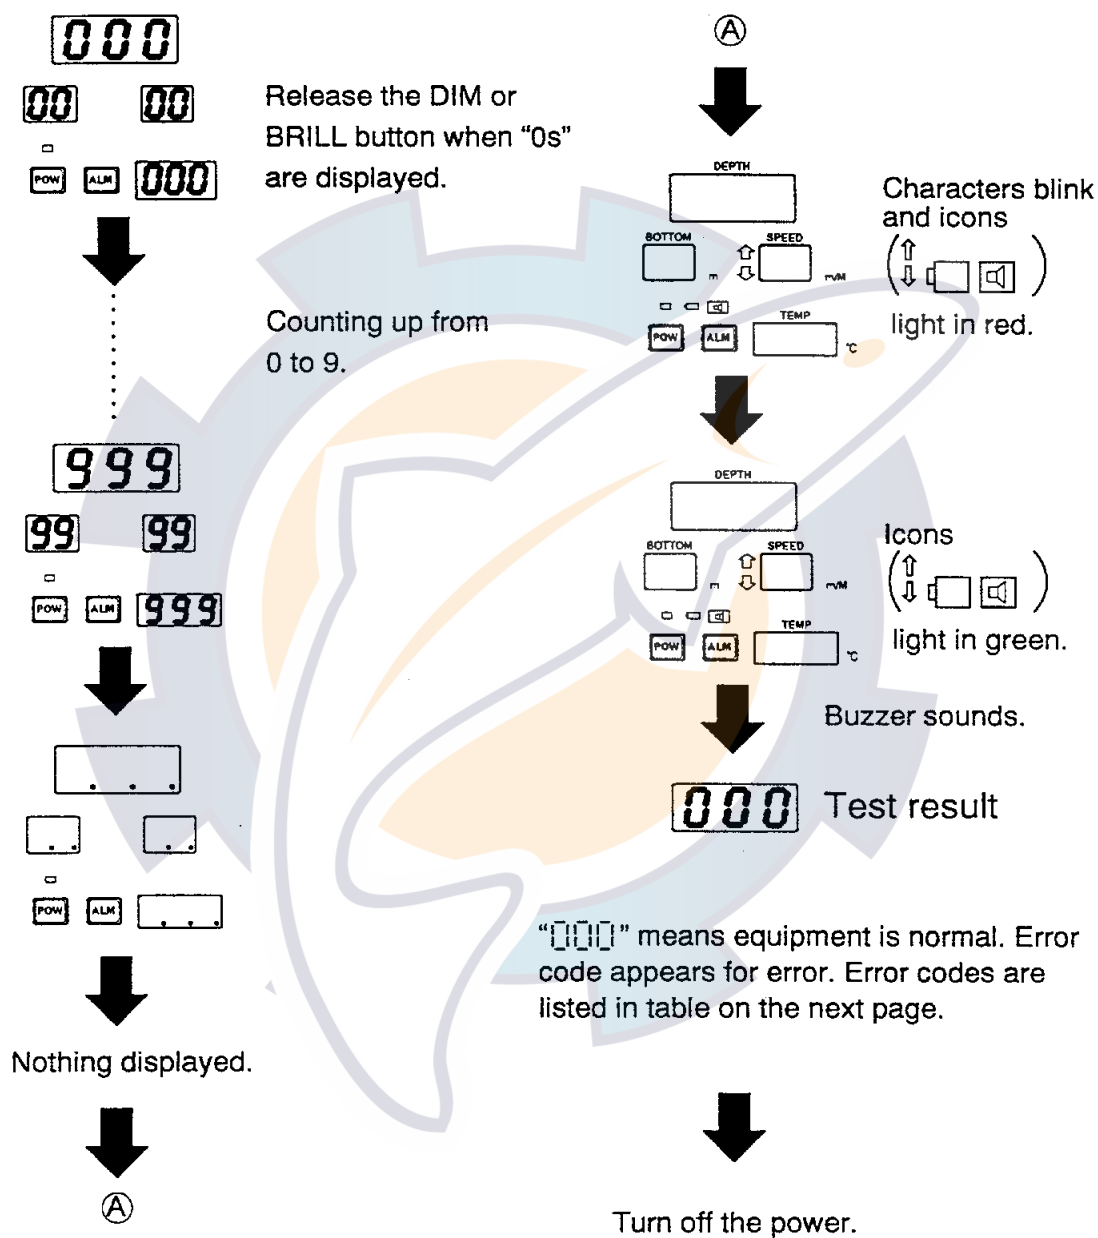 000
00 00
Release the DIM or
BRILL button when “0s”
are displayed.
POW ALM 000
Counting up from
0 to 9.
999
99 99
POW ALM 999
POW ALM
Nothing displayed.
A
A
DEPTH
BOTTOM SPEED
m m/M
TEMP
POW ALM
°C
Characters blink
and icons
light in red.
DEPTH
BOTTOM SPEED
m m/M
TEMP
POW ALM
°C
Icons
light in green.
Buzzer sounds.
000 Test result
“000” means equipment is normal. Error
code appears for error. Error codes are
listed in table on the next page.
Turn off the power.